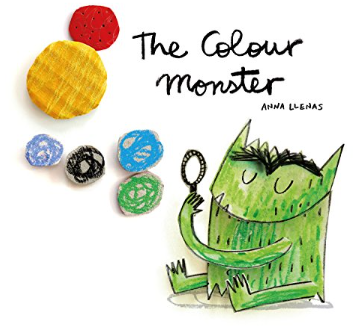 The Colour
Monster
ANNA LLENAS